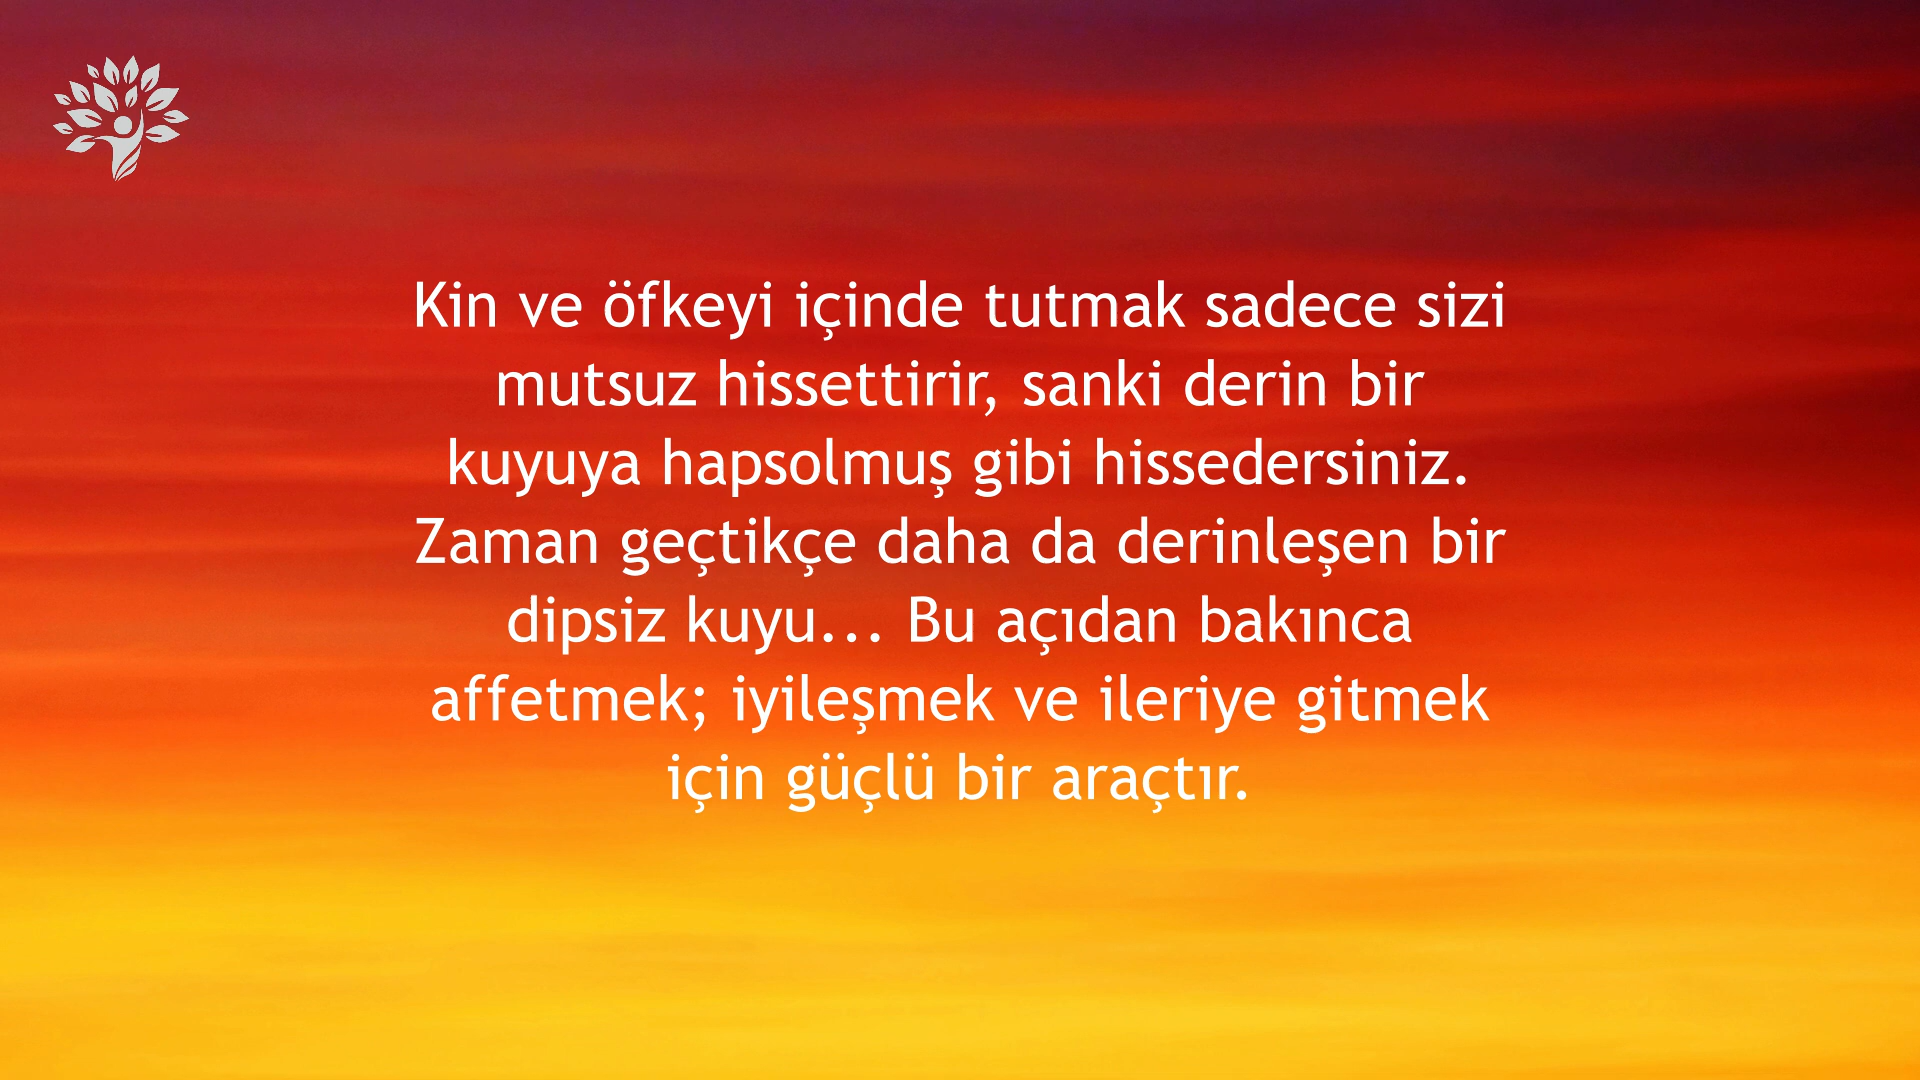 Kin ve öfkeyi içinde tutmak sadece sizi
mutsuz hissettirir, sanki derin bir
kuyuya hapsolmuş gibi hissedersiniz.
Zaman geçtikçe daha da derinleşen bir
dipsiz kuyu... Bu açıdan bakınca
affetmek; iyileşmek ve ileriye gitmek
için güçlü bir araçtır.